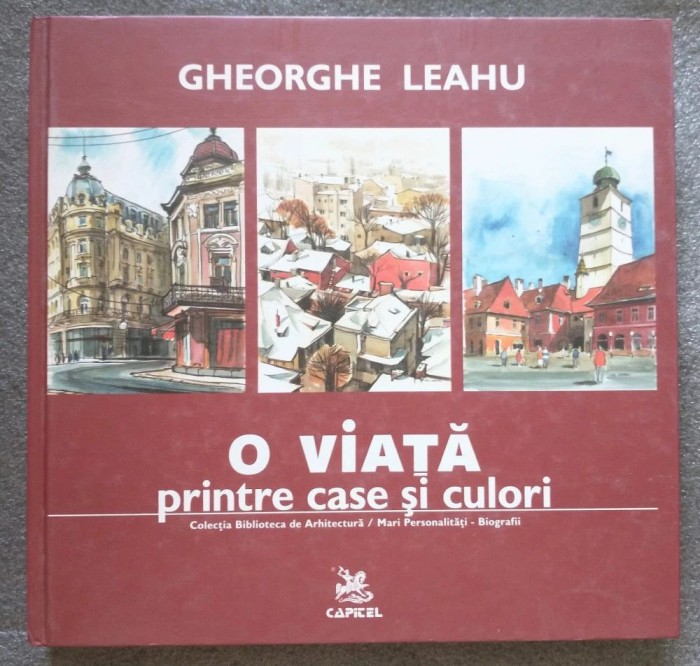 GHEORGHE LEAHU
O ViAȚĂ
printre case și culori
Colecția Biblioteca de Arhitectură / Mari Personalități - Biografii
CAPITEL